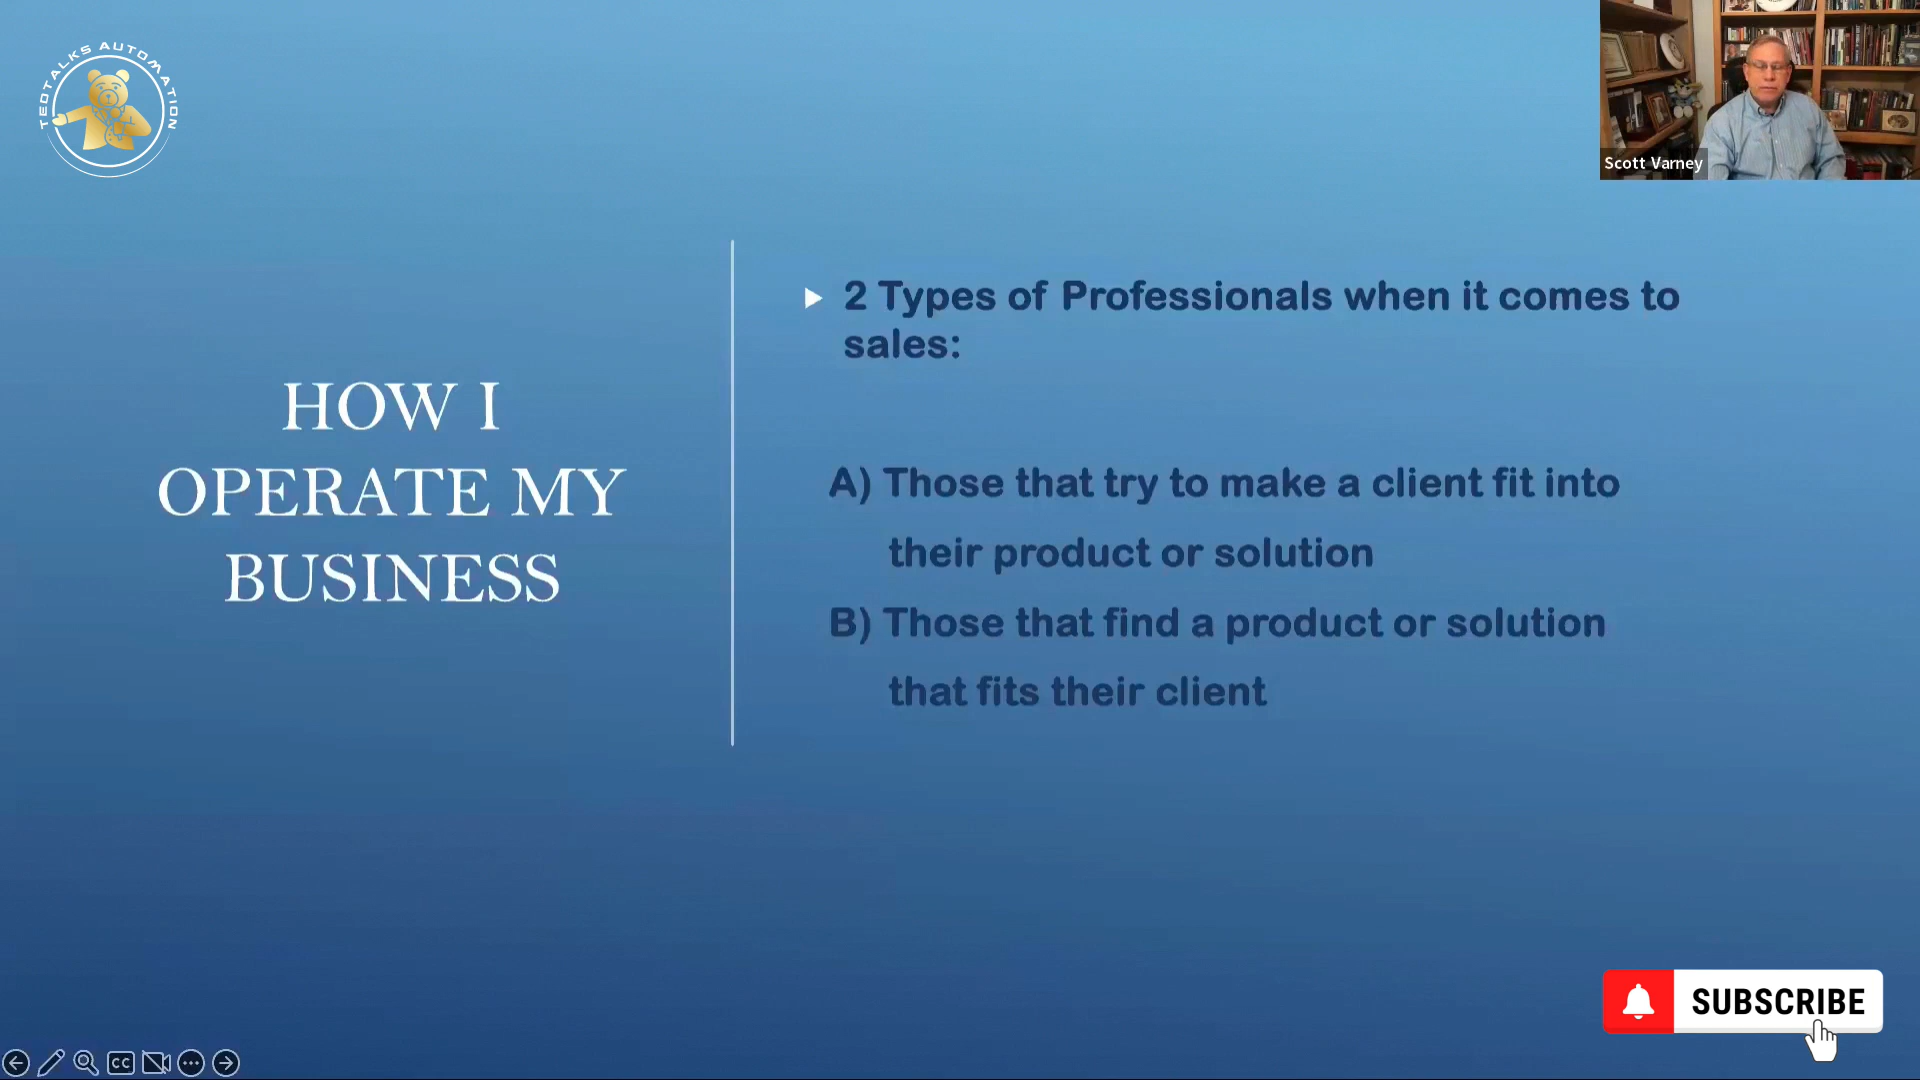 TEDTALKS AUTOMATION
Scott Varney
HOW I
OPERATE MY
BUSINESS
2 Types of Professionals when it comes to
sales:
A) Those that try to make a client fit into
their product or solution
B) Those that find a product or solution
that fits their client
SUBSCRIBE
CC